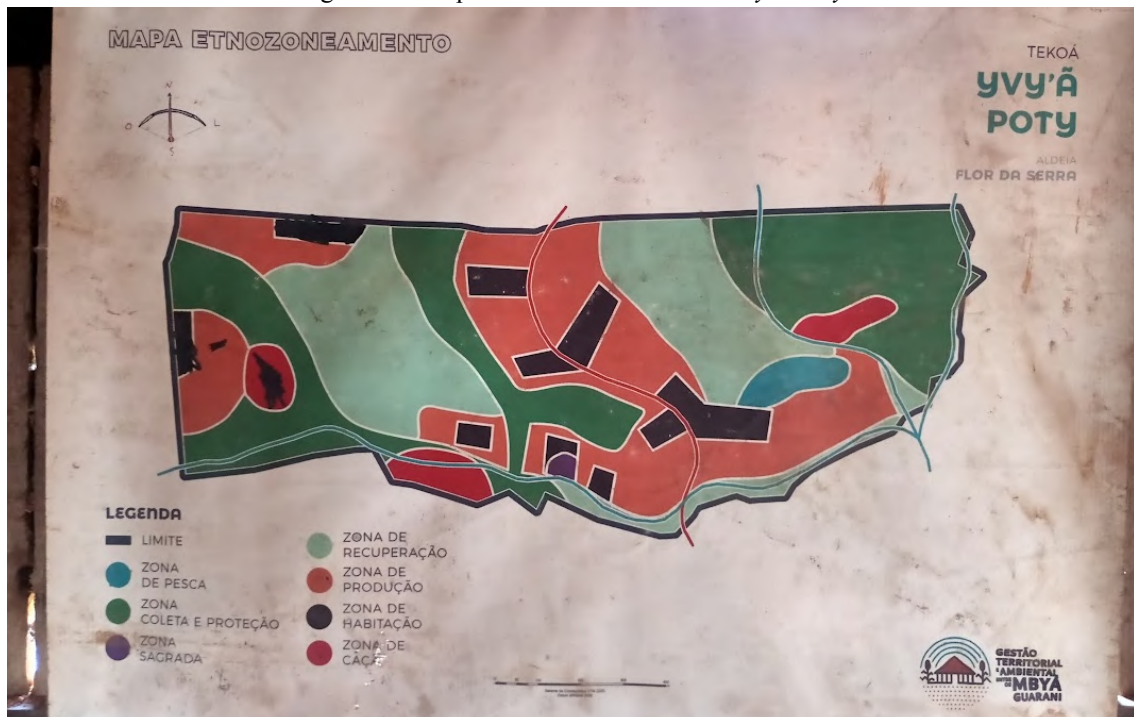 MAPA ETNOZONEAMENTO
TEKOÁ
YVY'Ã
POTY
ALDEIA
FLOR DA SERRA
N
O L
S
LEGENDA
LIMITE
ZONA
DE PESCA
ZONA
COLETA E PROTEÇÃO
ZONA
SAGRADA
ZONA DE
RECUPERAÇÃO
ZONA DE
PRODUÇÃO
ZONA DE
HABITAÇÃO
ZONA DE
CAÇA
GESTÃO
TERRITORIAL
AMBIENTAL
MBYÁ
GUARANI